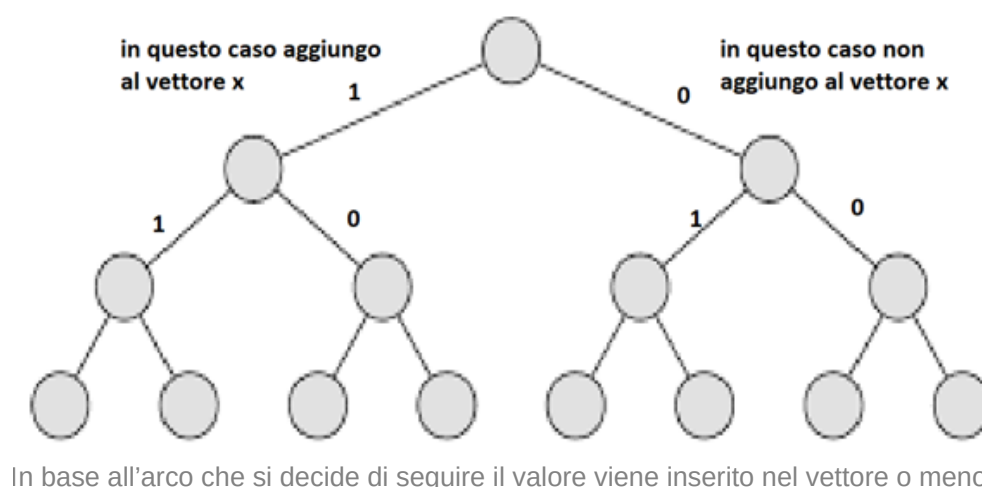 in questo caso aggiungo
al vettore x
in questo caso non
aggiungo al vettore x
1
0
1
0
1
0
In base all'arco che si decide di seguire il valore viene inserito nel vettore o meno